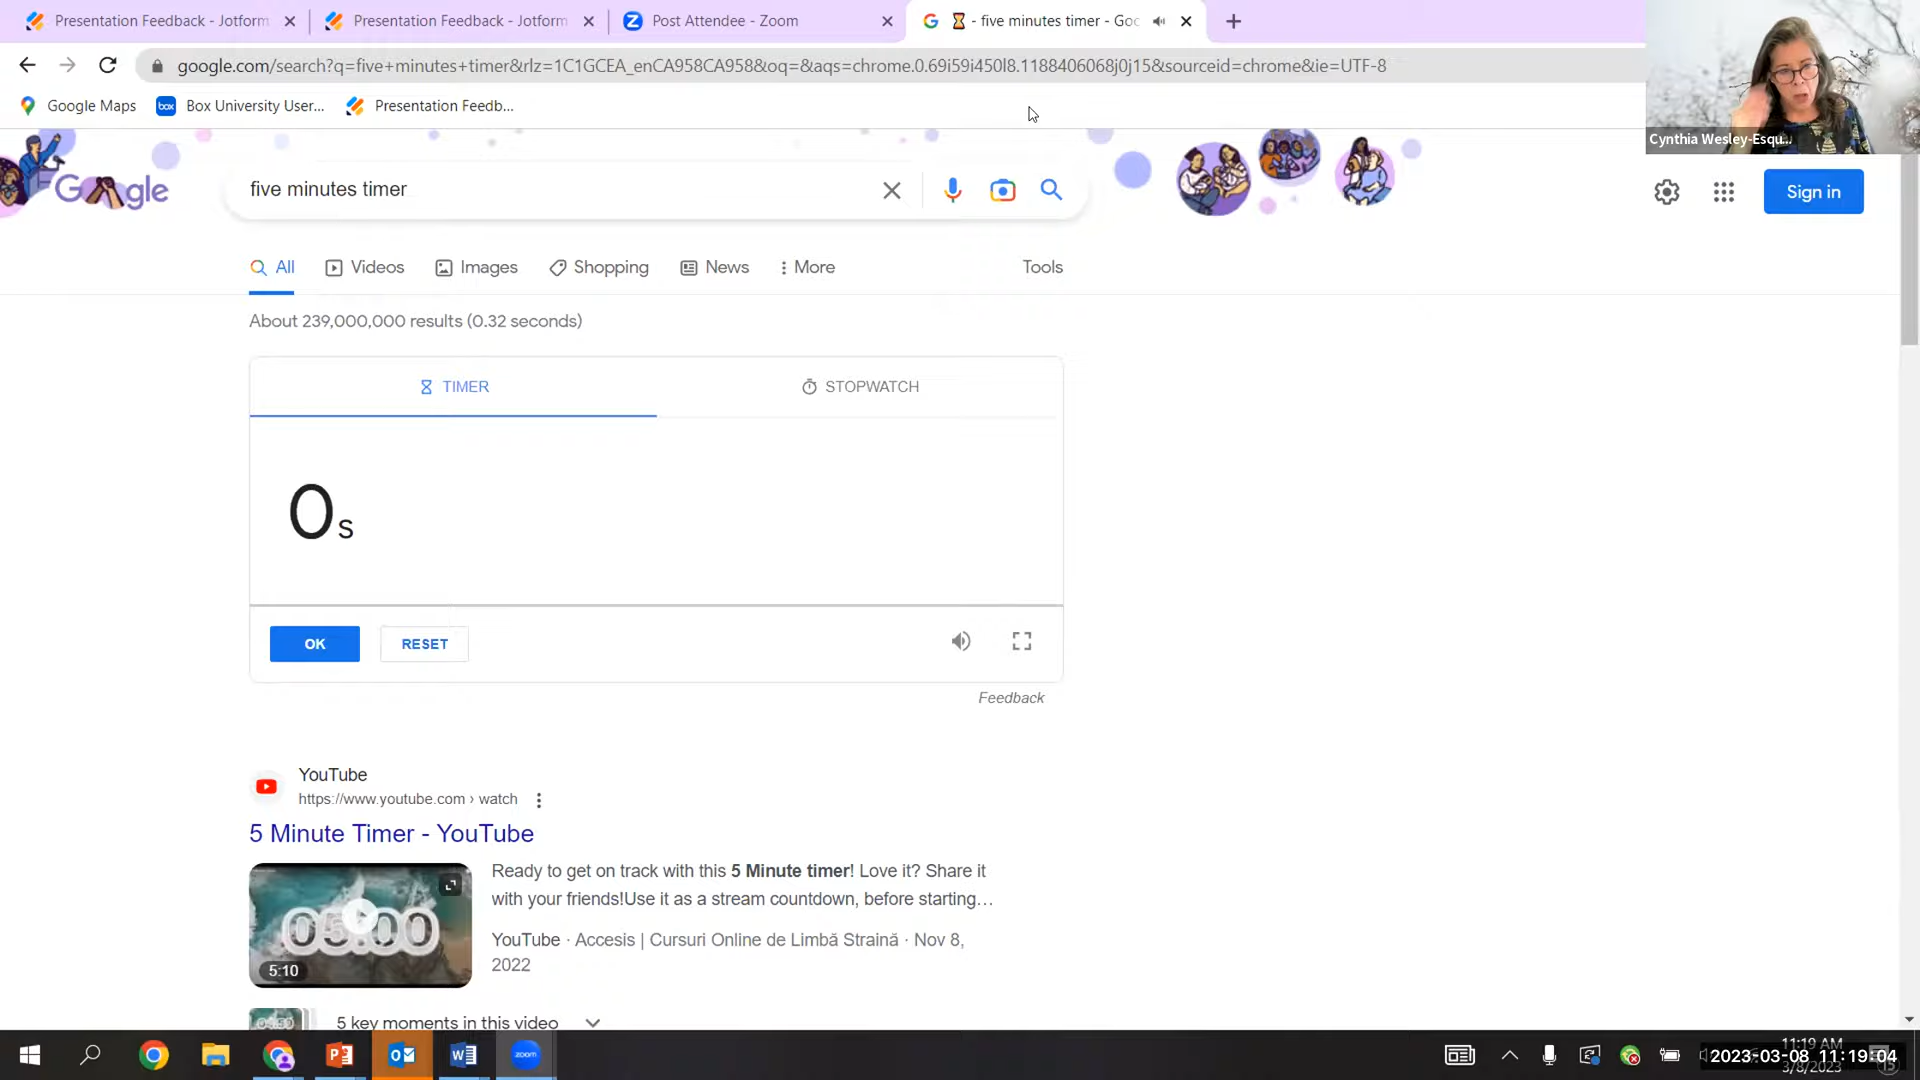 Presentation Feedback - Jotform
Presentation Feedback - Jotform
Post Attendee - Zoom
- five minutes timer - Goo
google.com/search?q=five+minutes+timer&rlz=1C1GCEA_enCA958CA958&oq=&aqs=chrome.0.69i59i450l8.1188406068j0j15&sourceid=chrome&ie=UTF-8
Google Maps
box
Box University User...
Presentation Feedb...
Cynthia Wesley-Esqu...
Google
five minutes timer
Sign in
All
Videos
Images
Shopping
News
More
Tools
About 239,000,000 results (0.32 seconds)
TIMER
STOPWATCH
0s
OK
RESET
Feedback
YouTube
https://www.youtube.com › watch
5 Minute Timer - YouTube
05:00
5:10
Ready to get on track with this 5 Minute timer! Love it? Share it
with your friends!Use it as a stream countdown, before starting…
YouTube · Accesis | Cursuri Online de Limbă Straină · Nov 8,
2022
5 key moments in this video
zoom
11:19 AM
2023-03-08 11:19:04
3/8/2023
15